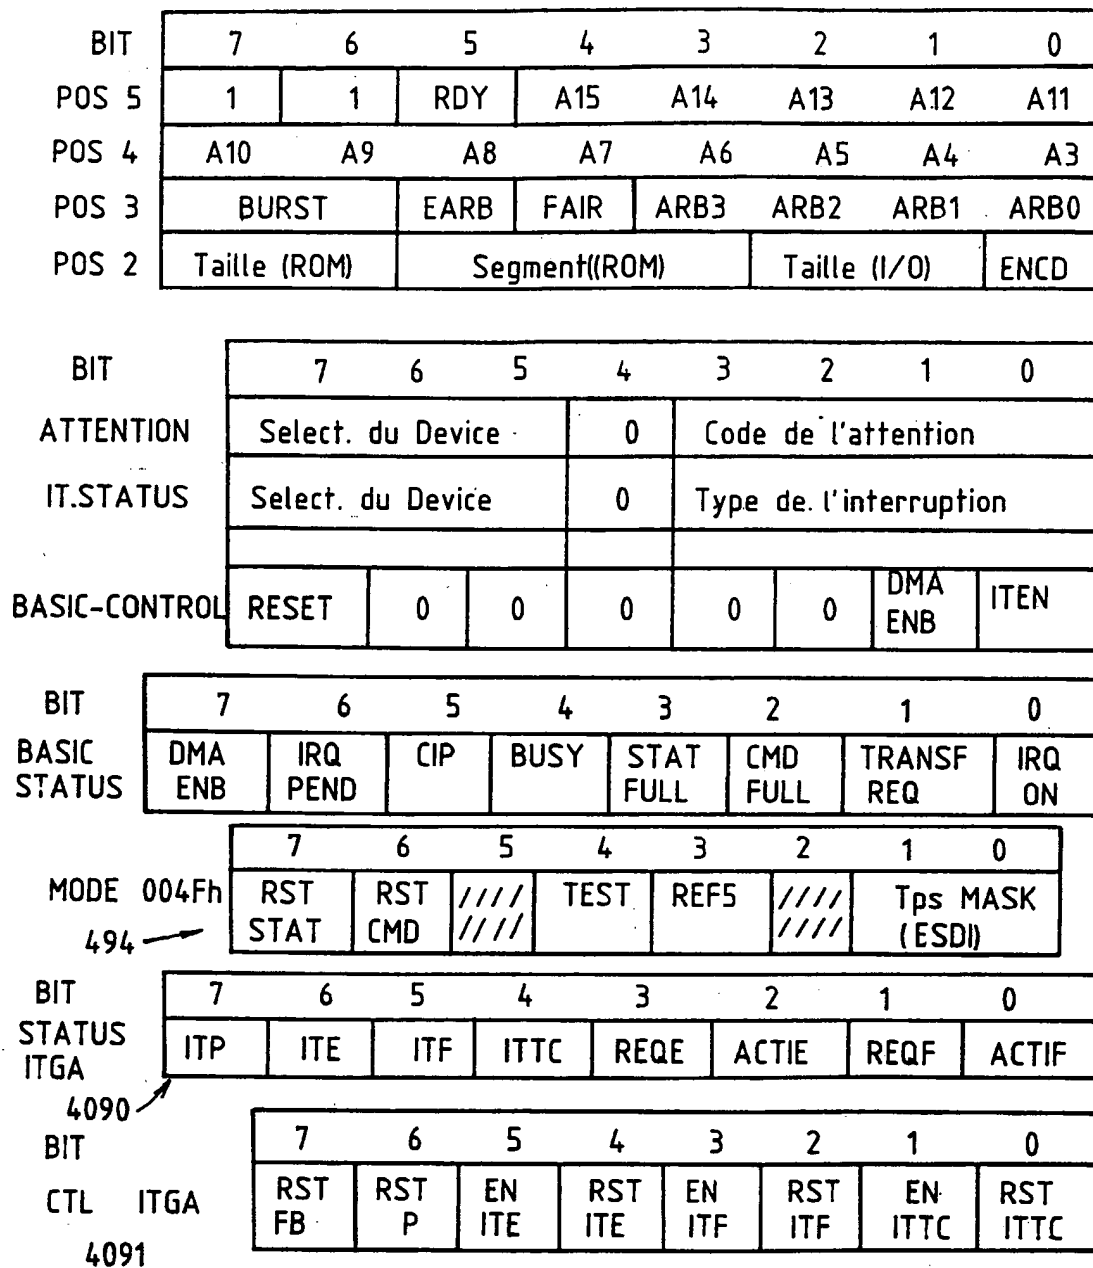 BIT 7 6 5 4 3 2 1 0
POS 5 1 1 RDY A15 A14 A13 A12 A11
POS 4 A10 A9 A8 A7 A6 A5 A4 A3
POS 3 BURST EARB FAIR ARB3 ARB2 ARB1 ARB0
POS 2 Taille (ROM) Segment((ROM) Taille (I/O) ENCD
BIT 7 6 5 4 3 2 1 0
ATTENTION Select. du Device 0 Code de l'attention
IT.STATUS Select. du Device 0 Type de l'interruption
BASIC-CONTROL RESET 0 0 0 0 0 DMA ENB ITEN
BIT 7 6 5 4 3 2 1 0
BASIC DMA IRQ CIP BUSY STAT CMD TRANSF IRQ
STATUS ENB PEND FULL FULL REQ ON
7 6 5 4 3 2 1 0
MODE 004Fh RST RST //// TEST REF5 //// Tps MASK
494 STAT CMD //// //// (ESDI)
BIT 7 6 5 4 3 2 1 0
STATUS
ITGA ITP ITE ITF ITTC REQE ACTIE REQF ACTIF
4090
BIT 7 6 5 4 3 2 1 0
CTL ITGA RST RST EN RST EN RST EN RST
FB P ITE ITE ITF ITF ITTC ITTC
4091